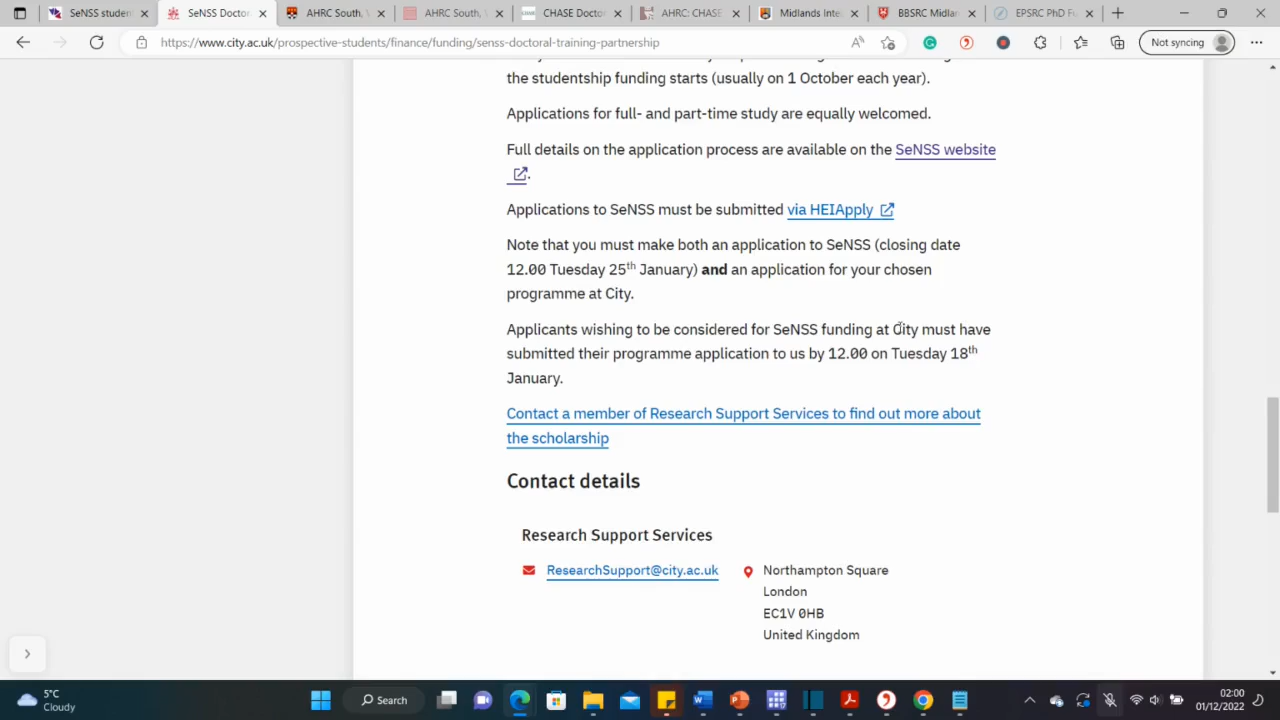 SeNSS studen
SeNSS Docto
AHRC South, W
AHRC South, W
CHASE Doctor
AHRC: CHASE
Midlands Inte
BBSRC Midlan
EPSRC PhD Fu
https://www.city.ac.uk/prospective-students/finance/funding/senss-doctoral-training-partnership
Not syncing
the studentship funding starts (usually on 1 October each year).
Applications for full- and part-time study are equally welcomed.
Full details on the application process are available on the SeNSS website
.
Applications to SeNSS must be submitted via HEIApply
Note that you must make both an application to SeNSS (closing date
12.00 Tuesday 25th January) and an application for your chosen
programme at City.
Applicants wishing to be considered for SeNSS funding at City must have
submitted their programme application to us by 12.00 on Tuesday 18th
January.
Contact a member of Research Support Services to find out more about
the scholarship
Contact details
Research Support Services
ResearchSupport@city.ac.uk
Northampton Square
London
EC1V 0HB
United Kingdom
5°C
Cloudy
Search
02:00
01/12/2022